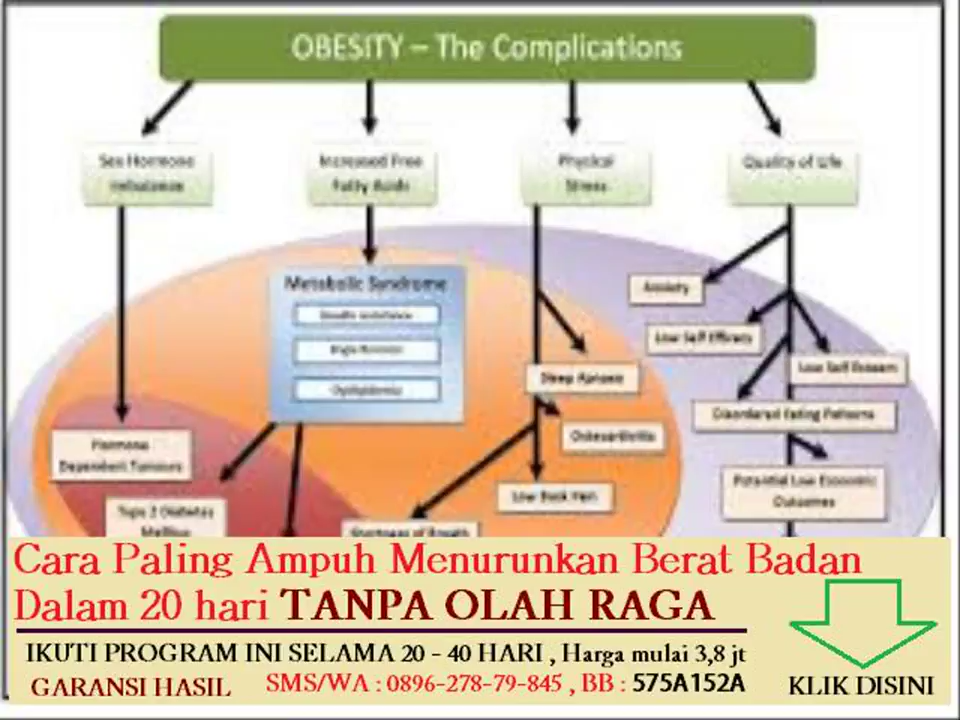 OBESITY – The Complications
Sex Hormone
Imbalance
Increased Free
Fatty Acids
Physical
Stress
Quality of Life
Metabolic Syndrome
Dyslipidemia
Anxiety
Low Self Efficacy
Low Self Esteem
Sleep Apnoea
Disordered Eating Patterns
Hormone
Dependent Tumours
Osteoarthritis
Low Back Pain
Potential Low Economic
Outcomes
Type 2 Diabetes
Mellitus
Shortness of Breath
Cara Paling Ampuh Menurunkan Berat Badan
Dalam 20 hari TANPA OLAH RAGA
IKUTI PROGRAM INI SELAMA 20 - 40 HARI , Harga mulai 3,8 jt
GARANSI HASIL SMS/WA : 0896-278-79-845 , BB : 575A152A
KLIK DISINI